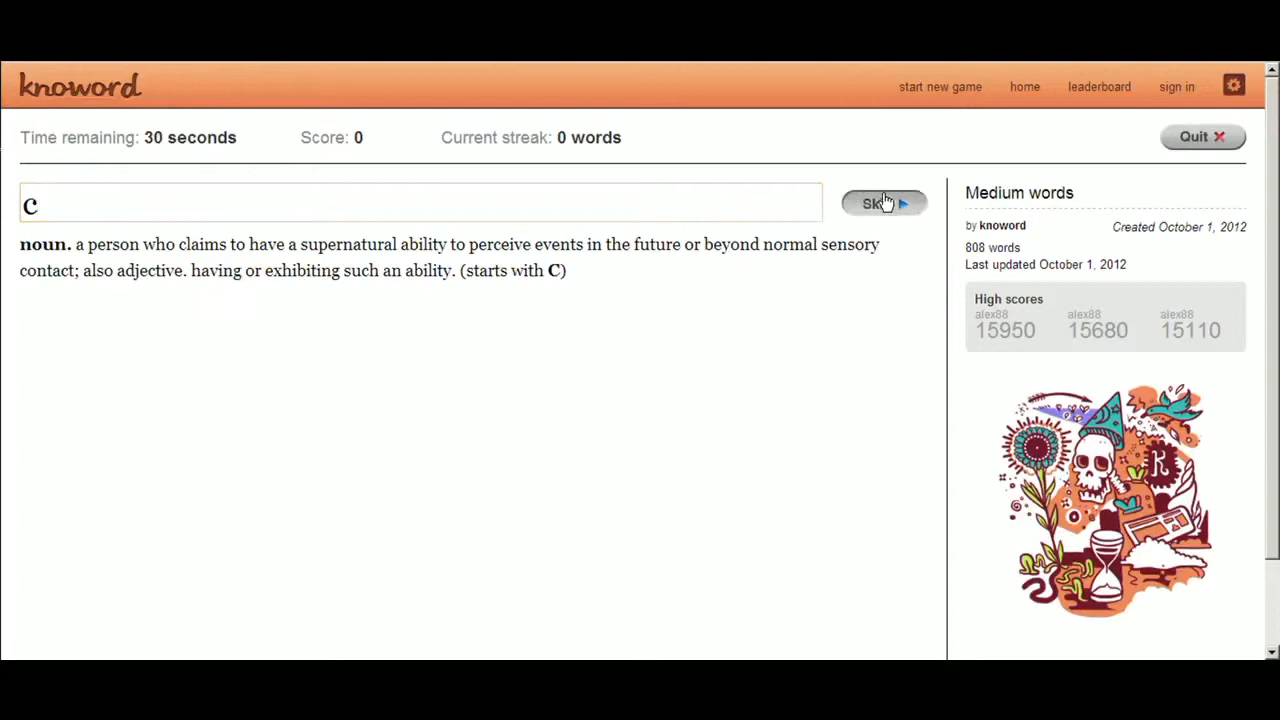 knoword
start new game home leaderboard sign in
Time remaining: 30 seconds Score: 0 Current streak: 0 words Quit
c
noun. a person who claims to have a supernatural ability to perceive events in the future or beyond normal sensory
contact; also adjective. having or exhibiting such an ability. (starts with C)
Medium words
by knoword Created October 1, 2012
808 words
Last updated October 1, 2012
High scores
alex88 alex88 alex88
15950 15680 15110
K